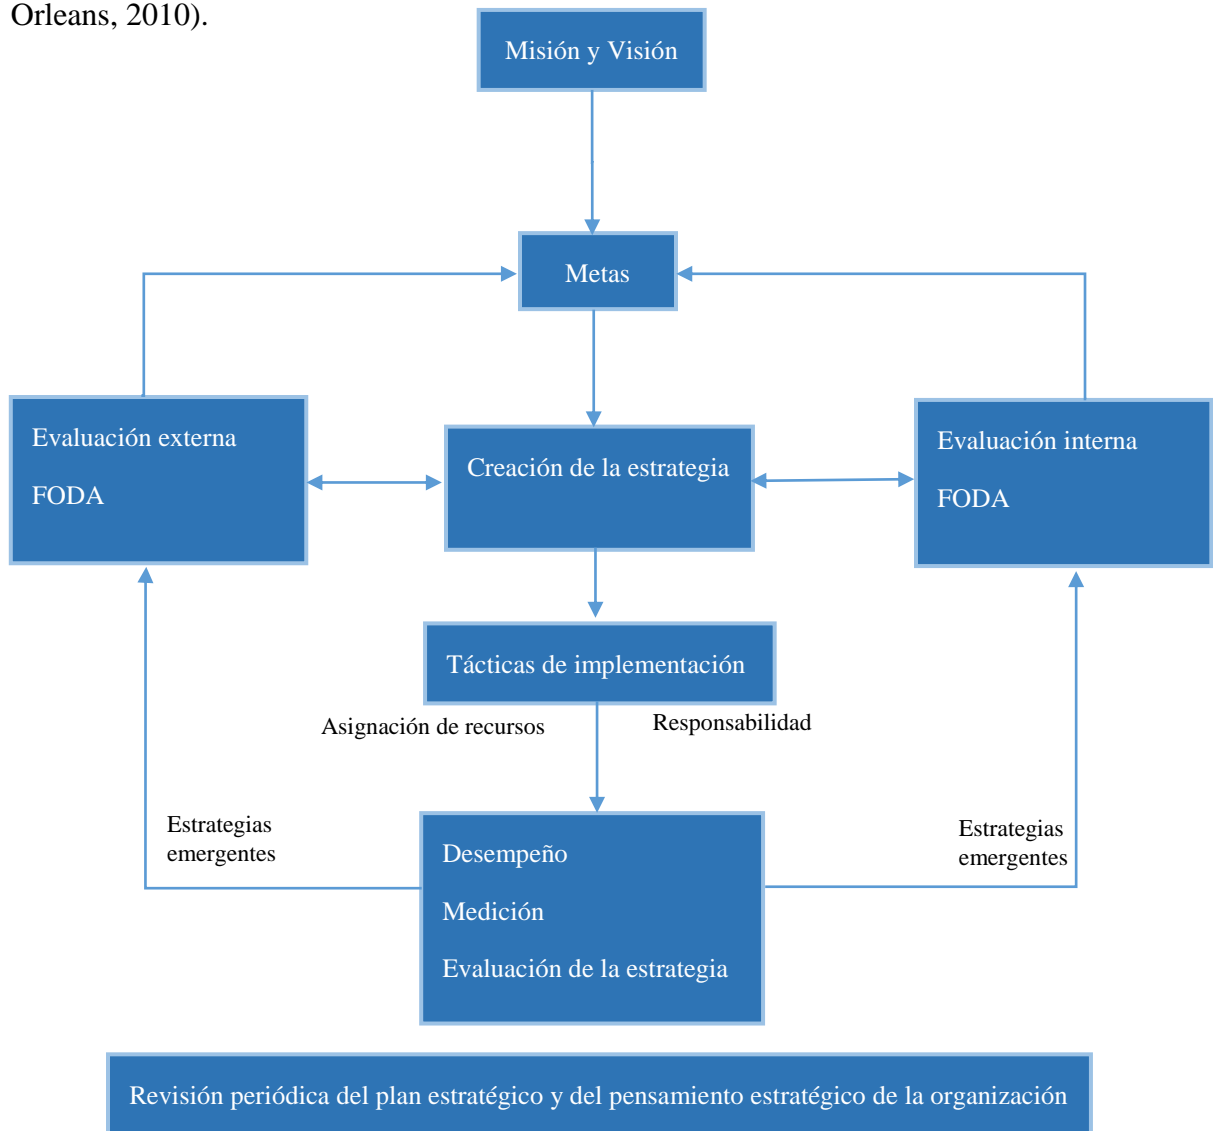 Orleans, 2010).
Misión y Visión
Metas
Evaluación externa
FODA
Creación de la estrategia
Evaluación interna
FODA
Tácticas de implementación
Asignación de recursos
Responsabilidad
Estrategias
emergentes
Estrategias
emergentes
Desempeño
Medición
Evaluación de la estrategia
Revisión periódica del plan estratégico y del pensamiento estratégico de la organización